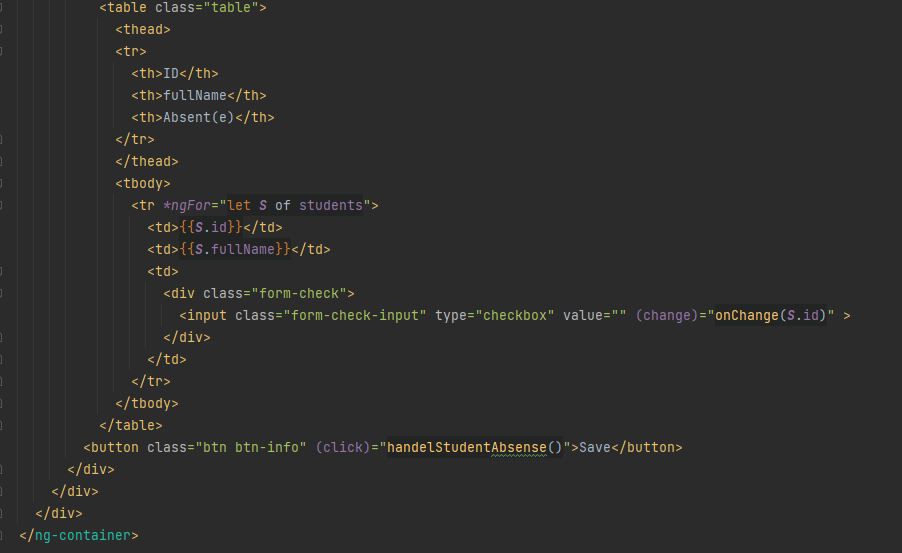 <table class="table">
<thead>
<tr>
<th>ID</th>
<th>fullName</th>
<th>Absent(e)</th>
</tr>
</thead>
<tbody>
<tr *ngFor="let S of students">
<td>{{S.id}}</td>
<td>{{S.fullName}}</td>
<td>
<div class="form-check">
<input class="form-check-input" type="checkbox" value="" (change)="onChange(S.id)" >
</div>
</td>
</tr>
</tbody>
</table>
<button class="btn btn-info" (click)="handelStudentAbsense()">Save</button>
</div>
</div>
</div>
</ng-container>